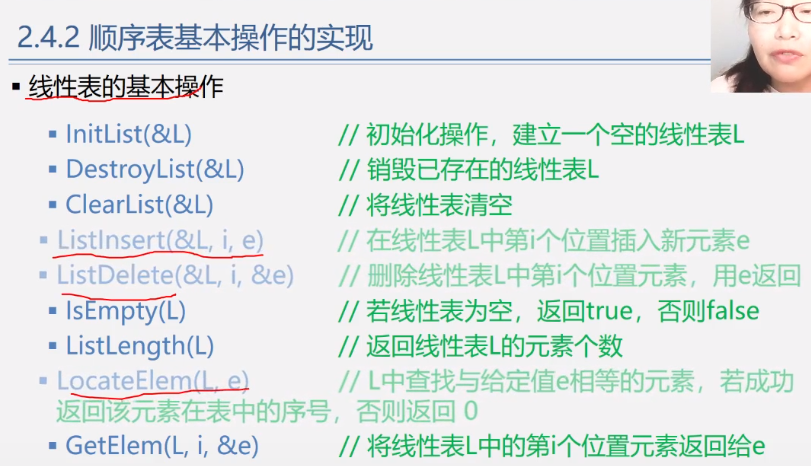 2.4.2 顺序表基本操作的实现
▪ 线性表的基本操作
▪ InitList(&L) // 初始化操作，建立一个空的线性表L
▪ DestroyList(&L) // 销毁已存在的线性表L
▪ ClearList(&L) // 将线性表清空
▪ ListInsert(&L, i, e) // 在线性表L中第i个位置插入新元素e
▪ ListDelete(&L, i, &e) // 删除线性表L中第i个位置元素，用e返回
▪ IsEmpty(L) // 若线性表为空，返回true，否则false
▪ ListLength(L) // 返回线性表L的元素个数
▪ LocateElem(L, e) // L中查找与给定值e相等的元素，若成功
返回该元素在表中的序号，否则返回 0
▪ GetElem(L, i, &e) // 将线性表L中的第i个位置元素返回给e